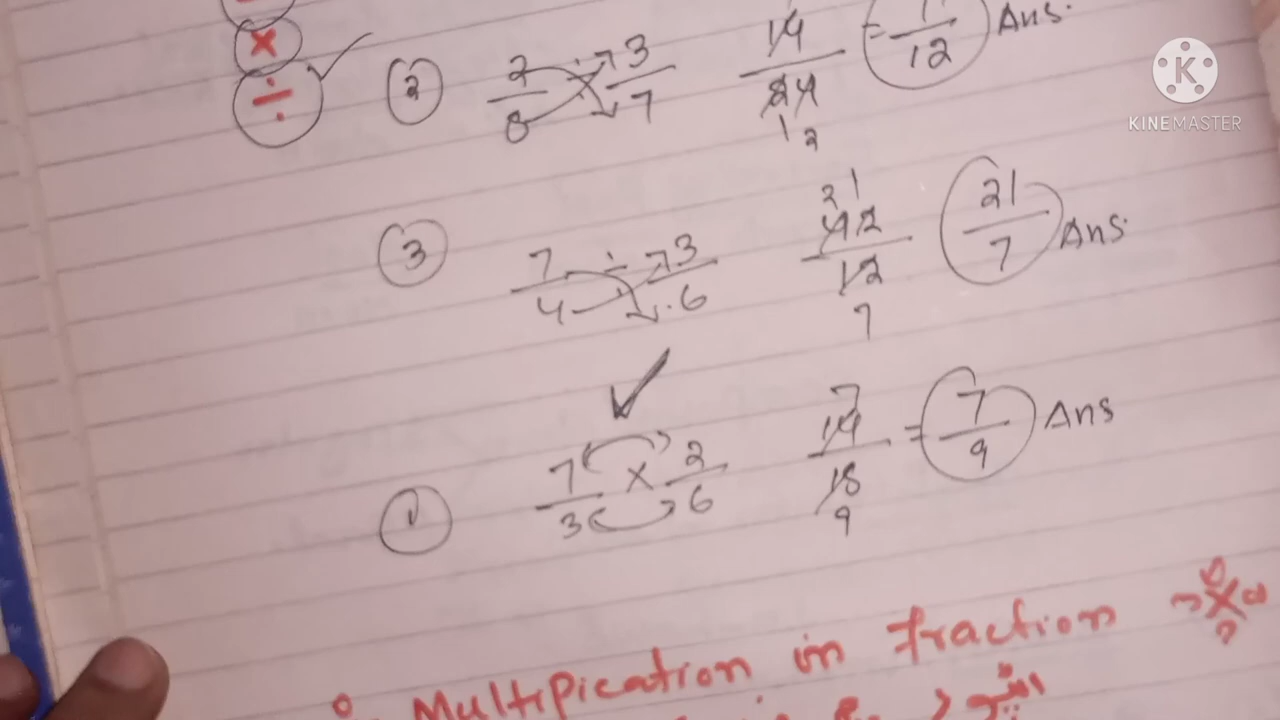 ×
÷ ② 2/8 ÷ 3/7 14/24 12 = 7/12 Ans.
③ 7/4 ÷ 3/6 21 42/12 7 21/7 Ans.
① 7/3 × 2/6 7 14/18 9 = 7/9 Ans
Multipication in fraction
KINEMASTER